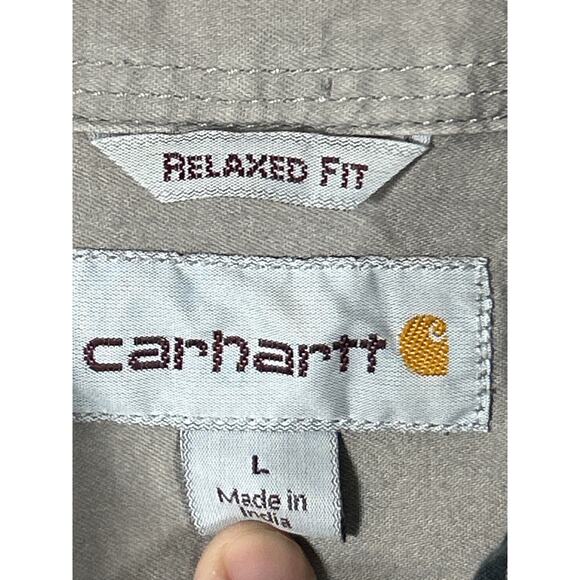 RELAXED FIT
carhartt
L
Made in
India